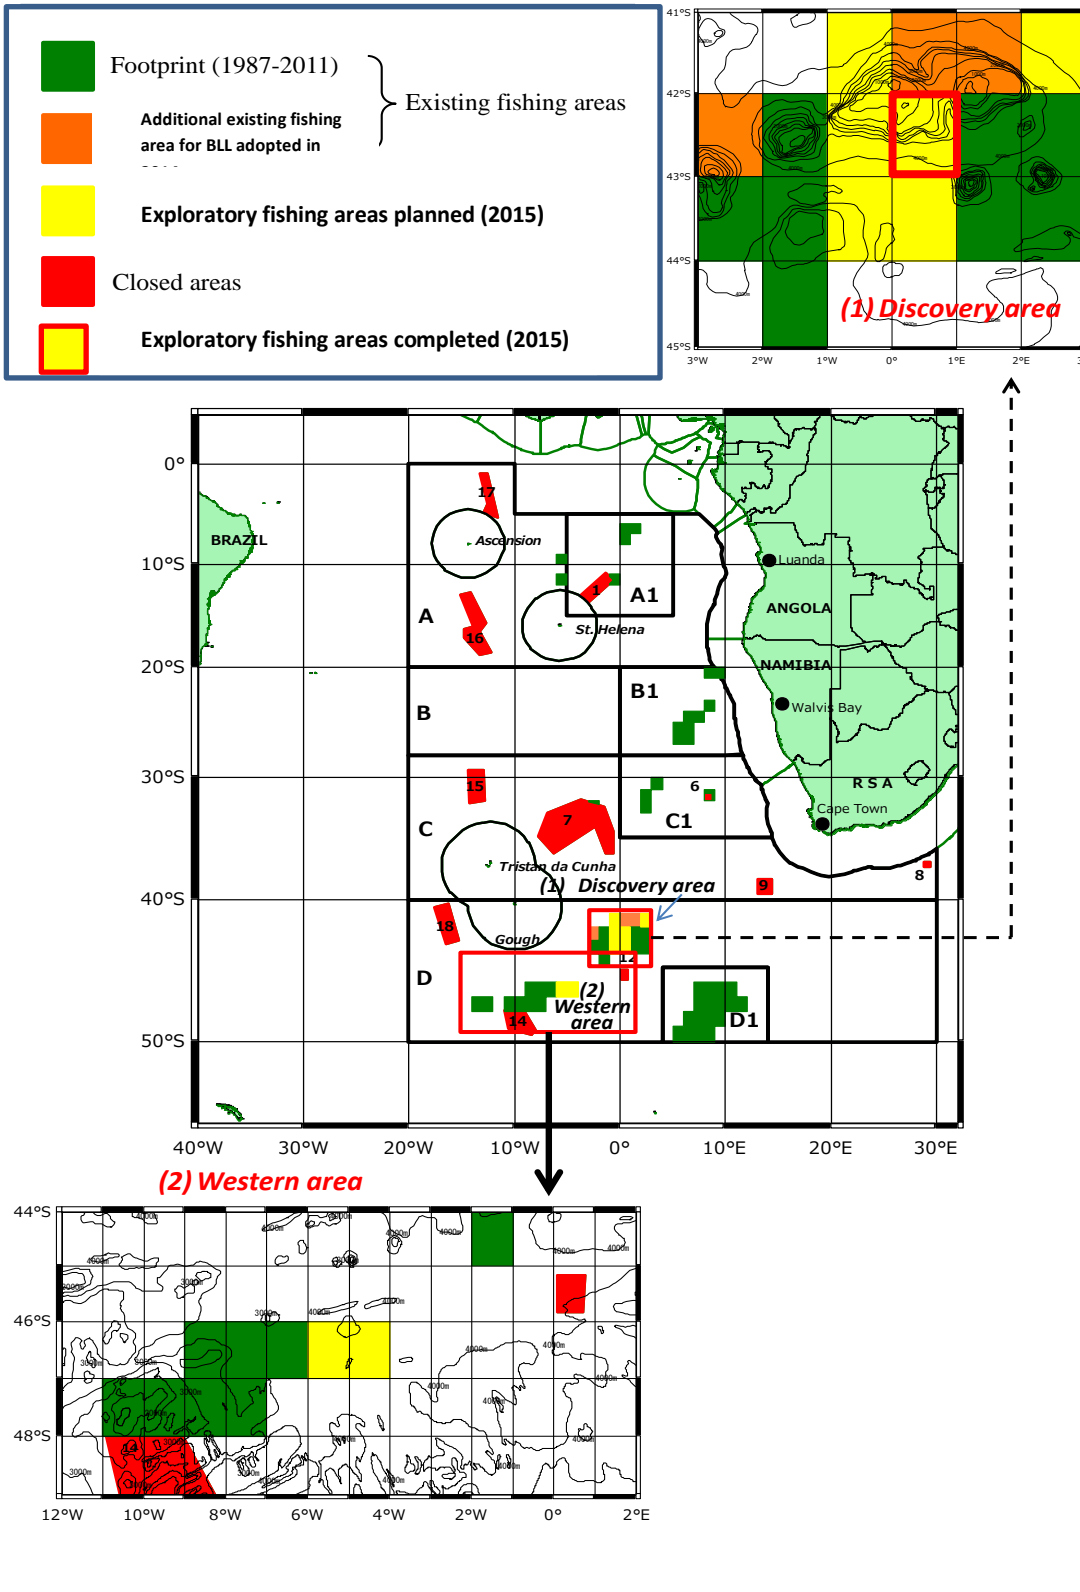 Footprint (1987-2011)
Existing fishing areas
Additional existing fishing
area for BLL adopted in
Exploratory fishing areas planned (2015)
Closed areas
Exploratory fishing areas completed (2015)
41°S
42°S
43°S
44°S
45°S
3°W 2°W 1°W 0° 1°E 2°E
(1) Discovery area
0°
10°S
20°S
30°S
40°S
50°S
40°W 30°W 20°W 10°W 0° 10°E 20°E 30°E
BRAZIL
17
Ascension
Luanda
A
1
A1
ANGOLA
16
St. Helena
NAMIBIA
B
B1
Walvis Bay
15
6
RSA
C
7
C1
Cape Town
Tristan da Cunha
8
(1) Discovery area
9
18
Gough
12
D
(2)
Western
area
14
D1
(2) Western area
44°S
46°S
48°S
12°W 10°W 8°W 6°W 4°W 2°W 0° 2°E
4000m
3000m
14